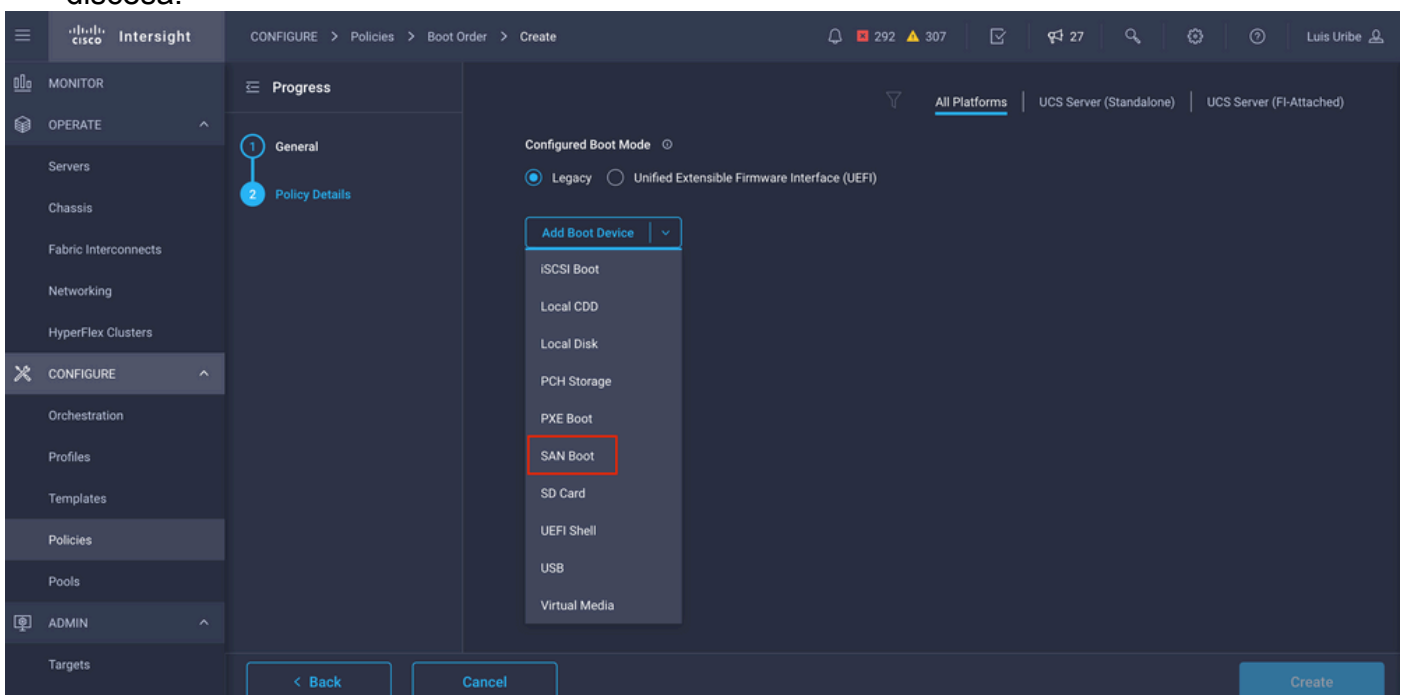 discosa.
cisco Intersight
CONFIGURE > Policies > Boot Order > Create
292 307 27 Luis Uribe
MONITOR
OPERATE
Servers
Chassis
Fabric Interconnects
Networking
HyperFlex Clusters
CONFIGURE
Orchestration
Profiles
Templates
Policies
Pools
ADMIN
Targets
Progress
1 General
2 Policy Details
All Platforms | UCS Server (Standalone) | UCS Server (FI-Attached)
Configured Boot Mode
Legacy Unified Extensible Firmware Interface (UEFI)
Add Boot Device
iSCSI Boot
Local CDD
Local Disk
PCH Storage
PXE Boot
SAN Boot
SD Card
UEFI Shell
USB
Virtual Media
< Back Cancel Create